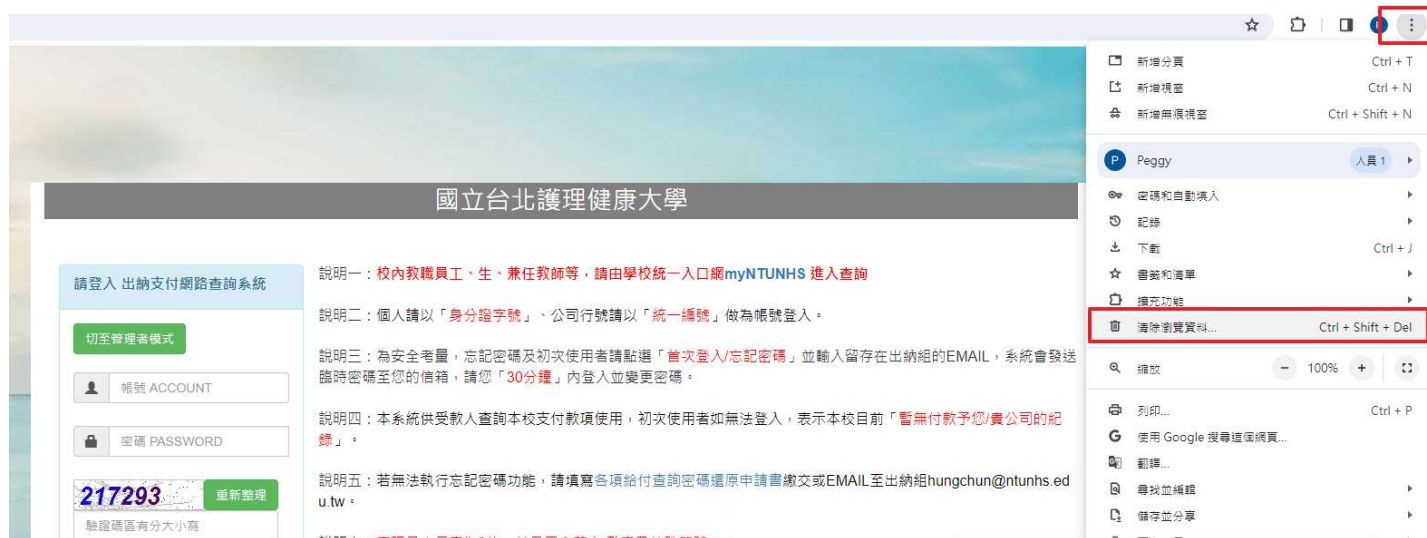 國立台北護理健康大學
請登入 出納支付網路查詢系統
切至管理者模式
帳號 ACCOUNT
密碼 PASSWORD
217293
重新整理
驗證碼區有分大小寫
說明一：校內教職員工、生、兼任教師等，請由學校統一入口網myNTUNHS 進入查詢
說明二：個人請以「身分證字號」、公司行號請以「統一編號」做為帳號登入。
說明三：為安全考量，忘記密碼及初次使用者請點選「首次登入/忘記密碼」並輸入留存在出納組的EMAIL，系統會發送
臨時密碼至您的信箱，請您「30分鐘」內登入並變更密碼。
說明四：本系統供受款人查詢本校支付款項使用，初次使用者如無法登入，表示本校目前「暫無付款予您/貴公司的紀
錄」。
說明五：若無法執行忘記密碼功能，請填寫各項給付查詢密碼還原申請書繳交或EMAIL至出納組hungchun@ntunhs.ed
u.tw。
P
新增分頁 Ctrl + T
新增視窗 Ctrl + N
新增無痕視窗 Ctrl + Shift + N
P Peggy 人員 1
密碼和自動填入
記錄
下載 Ctrl + J
書籤和清單
擴充功能
清除瀏覽資料... Ctrl + Shift + Del
縮放 − 100% +
列印... Ctrl + P
使用 Google 搜尋這個網頁...
翻譯...
尋找並編輯
儲存並分享